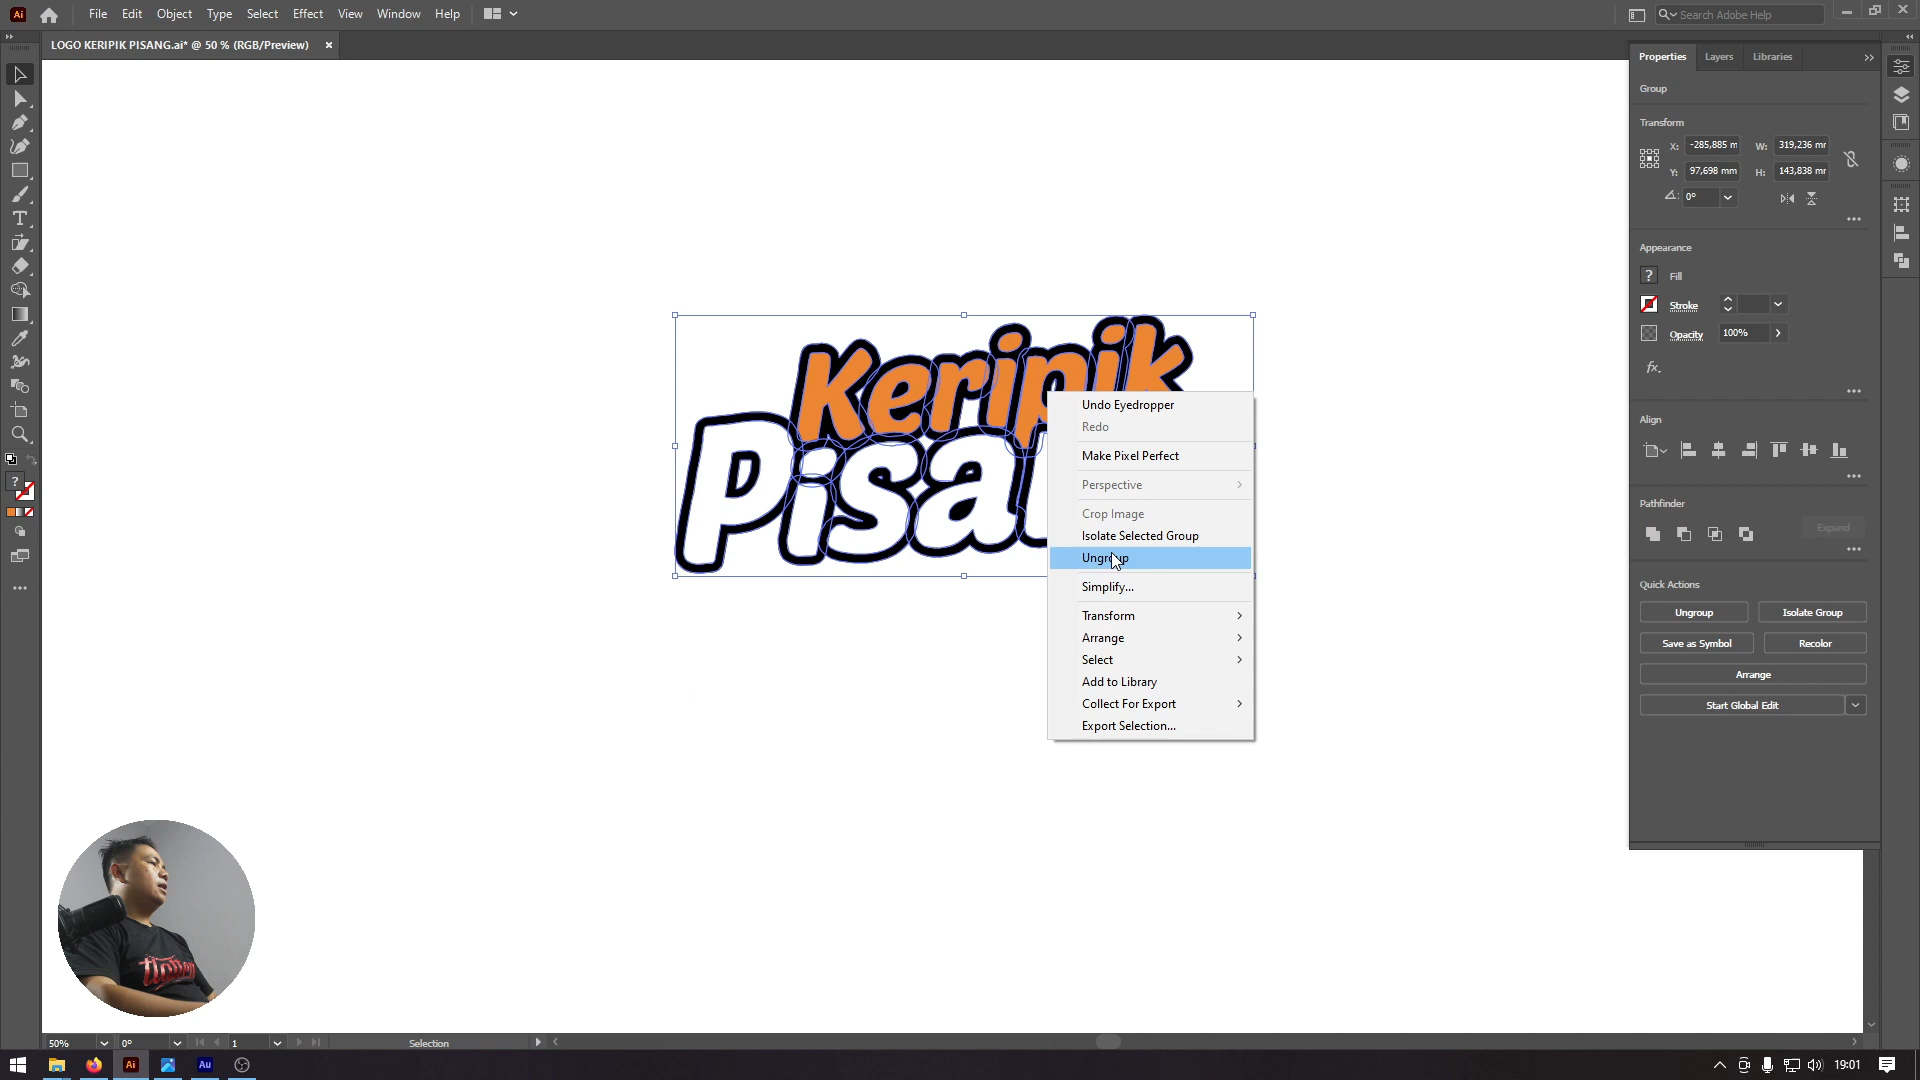 Ai File Edit Object Type Select Effect View Window Help Search Adobe Help
LOGO KERIPIK PISANG.ai* @ 50 % (RGB/Preview)
Keripik
Undo Eyedropper
Redo
Make Pixel Perfect
Perspective
Crop Image
Isolate Selected Group
Ungroup
Simplify...
Transform
Arrange
Select
Add to Library
Collect For Export
Export Selection...
Properties Layers Libraries
Group
Transform
X: -285,885 m W: 319,236 mr
Y: 97,698 mm H: 143,838 mr
0°
Appearance
? Fill
Stroke
Opacity 100%
fx.
Align
Pathfinder
Expand
Quick Actions
Ungroup Isolate Group
Save as Symbol Recolor
Arrange
Start Global Edit
?
50% 0° 1 Selection
Ai Au 19:01